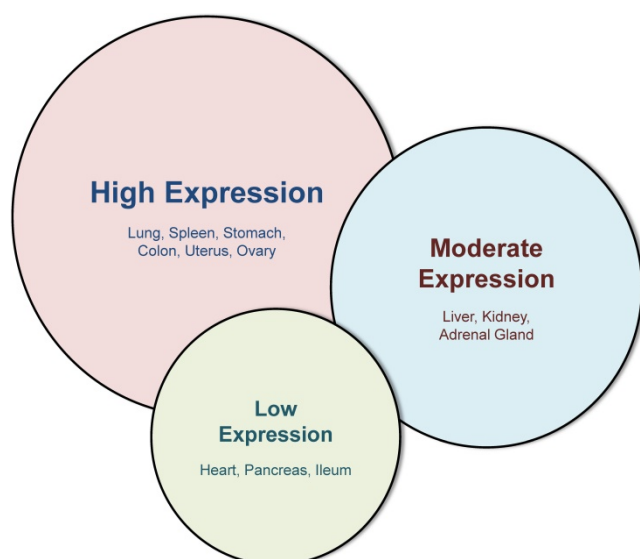 High Expression
Lung, Spleen, Stomach,
Colon, Uterus, Ovary
Moderate
Expression
Liver, Kidney,
Adrenal Gland
Low
Expression
Heart, Pancreas, Ileum